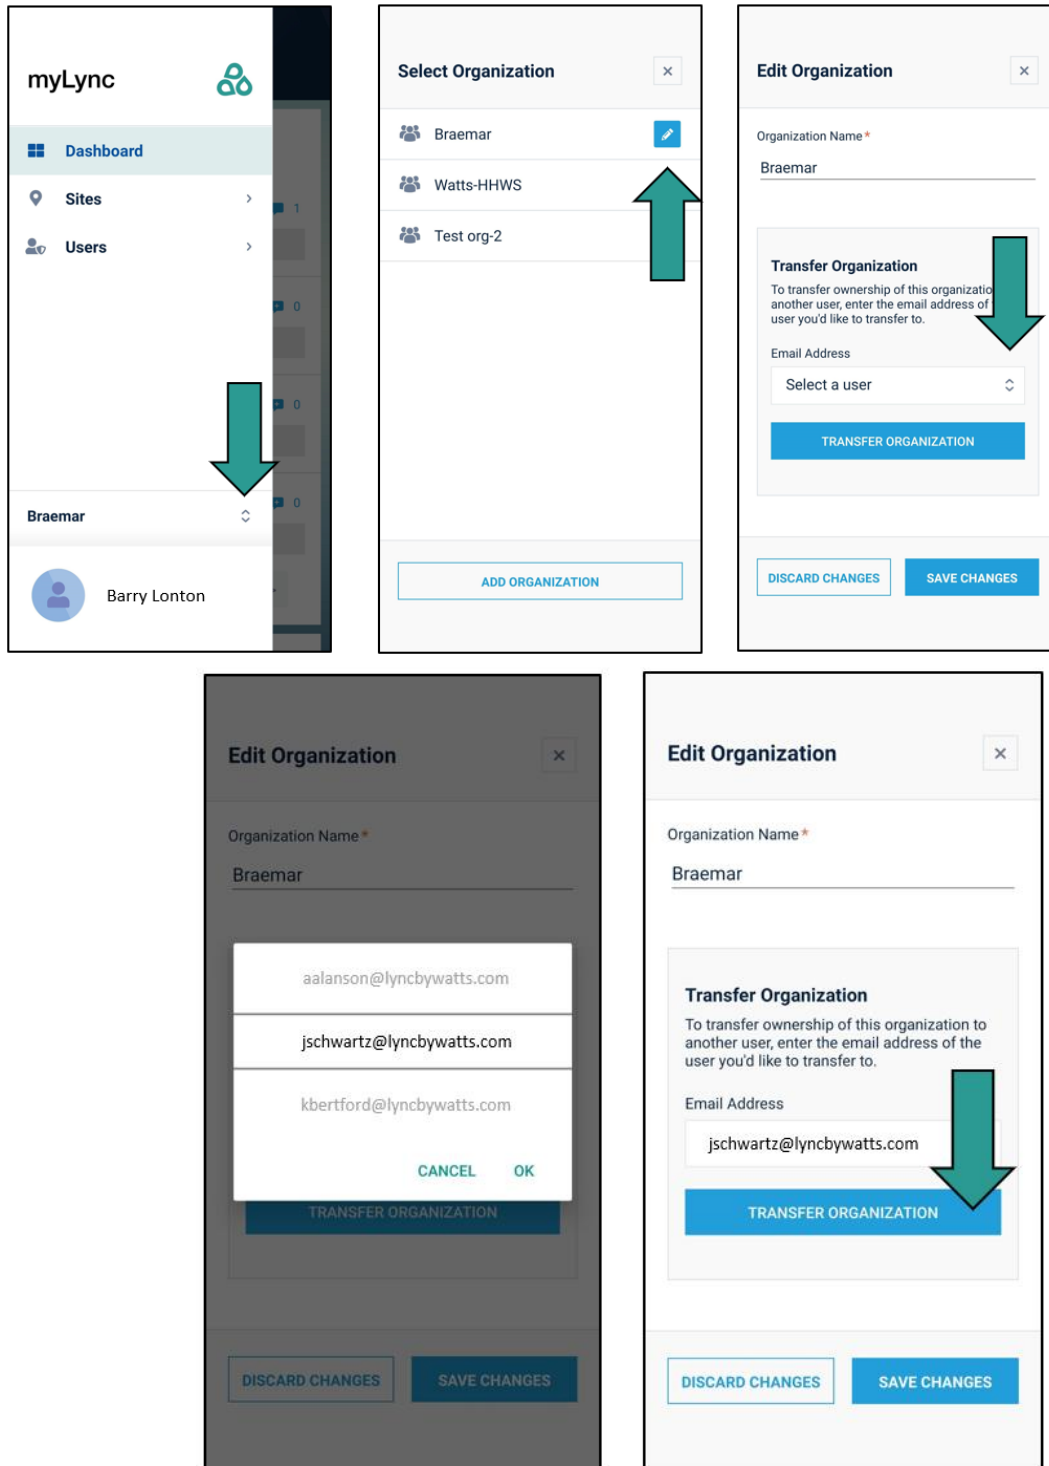 myLync
Dashboard
Sites
Users
1
0
0
0
Braemar
Barry Lonton
Select Organization
Braemar
Watts-HHWS
Test org-2
ADD ORGANIZATION
Edit Organization
Organization Name*
Braemar
Transfer Organization
To transfer ownership of this organizatio
another user, enter the email address of
user you'd like to transfer to.
Email Address
Select a user
TRANSFER ORGANIZATION
DISCARD CHANGES
SAVE CHANGES
Edit Organization
Organization Name*
Braemar
aalanson@lyncbywatts.com
jschwartz@lyncbywatts.com
kbertford@lyncbywatts.com
CANCEL OK
TRANSFER ORGANIZATION
DISCARD CHANGES
SAVE CHANGES
Edit Organization
Organization Name*
Braemar
Transfer Organization
To transfer ownership of this organization to
another user, enter the email address of the
user you'd like to transfer to.
Email Address
jschwartz@lyncbywatts.com
TRANSFER ORGANIZATION
DISCARD CHANGES
SAVE CHANGES